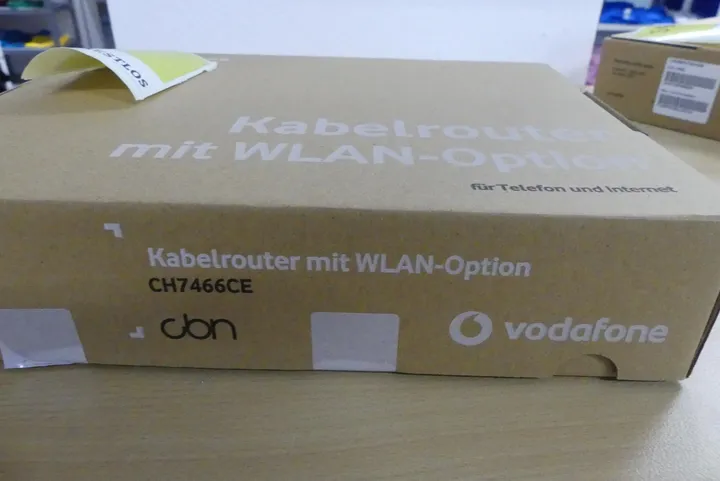 Kabelrouter
mit WLAN-Option
für Telefon und Internet
Kabelrouter mit WLAN-Option
CH7466CE
cbn
vodafone